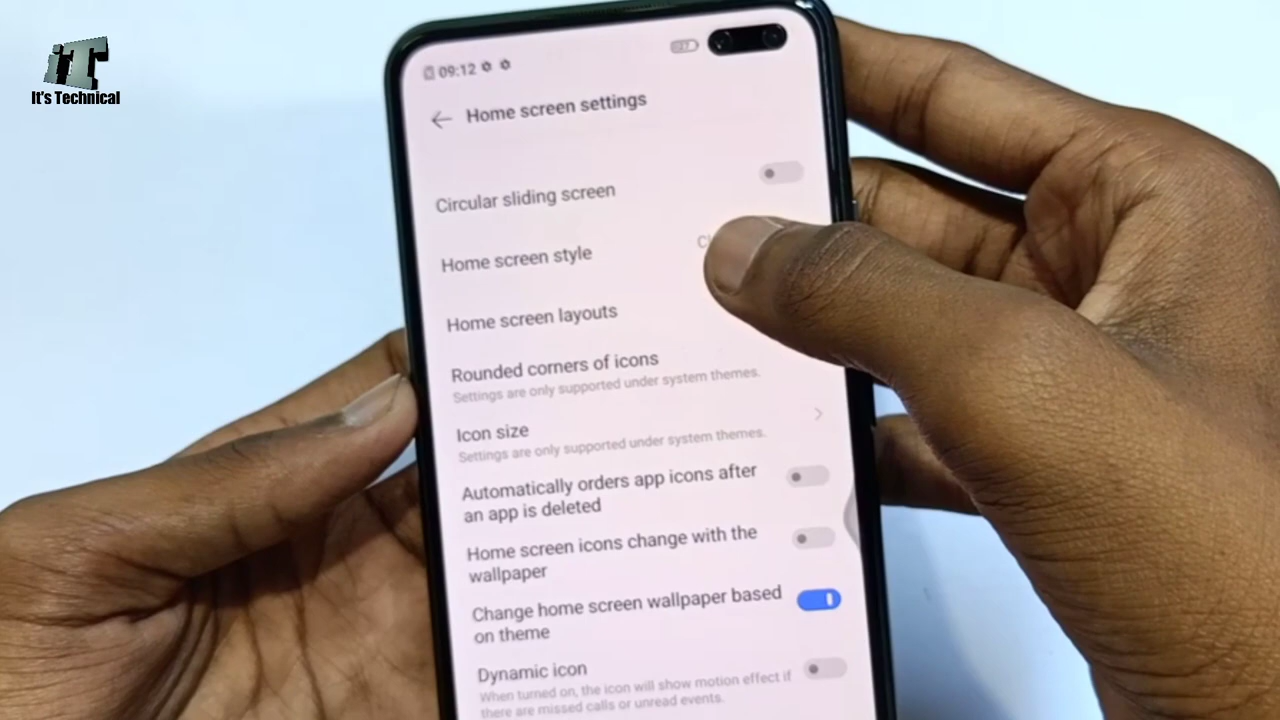 iT
It's Technical
09:12
27
Home screen settings
Circular sliding screen
Home screen style
Home screen layouts
Rounded corners of icons
Settings are only supported under system themes.
Icon size
Settings are only supported under system themes.
Automatically orders app icons after
an app is deleted
Home screen icons change with the
wallpaper
Change home screen wallpaper based
on theme
Dynamic icon
When turned on, the icon will show motion effect if
there are missed calls or unread events.